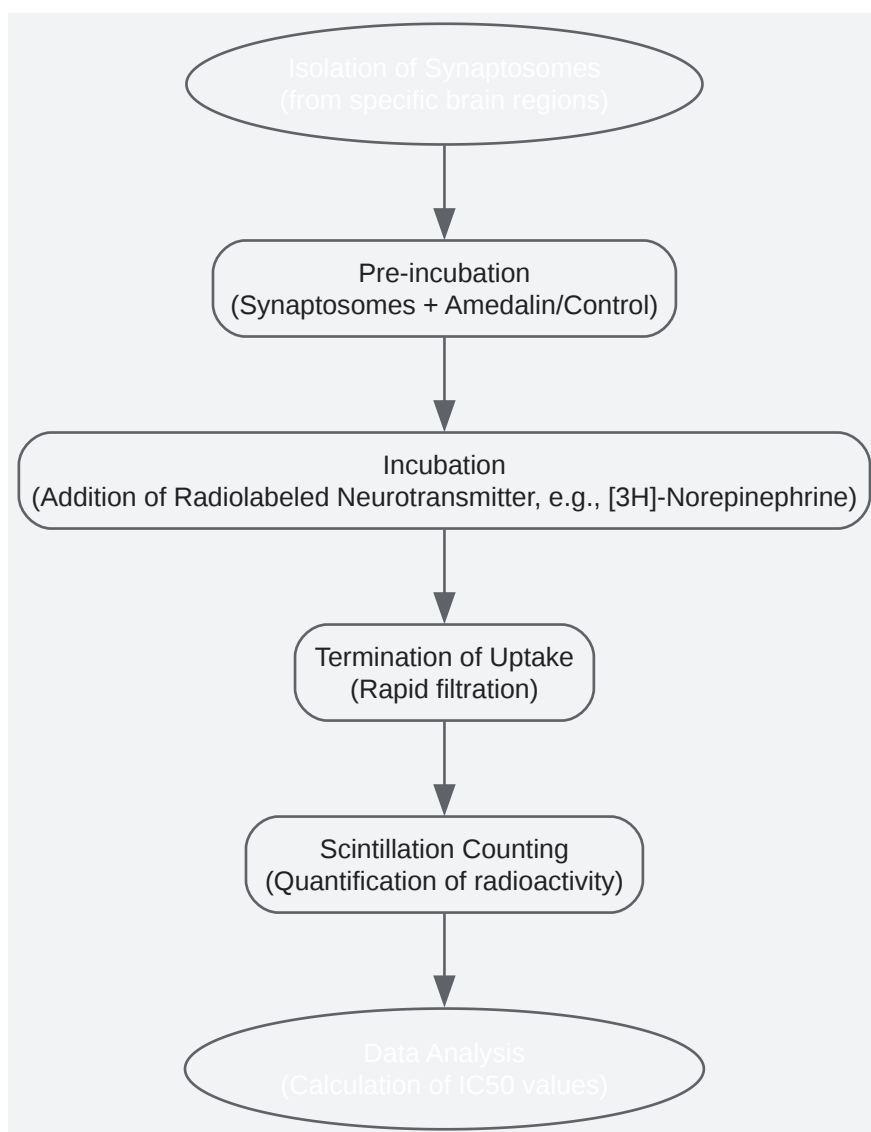 Isolation of Synaptosomes
(from specific brain regions)
Pre-incubation
(Synaptosomes + Amedalin/Control)
Incubation
(Addition of Radiolabeled Neurotransmitter, e.g., [3H]-Norepinephrine)
Termination of Uptake
(Rapid filtration)
Scintillation Counting
(Quantification of radioactivity)
Data Analysis
(Calculation of IC50 values)